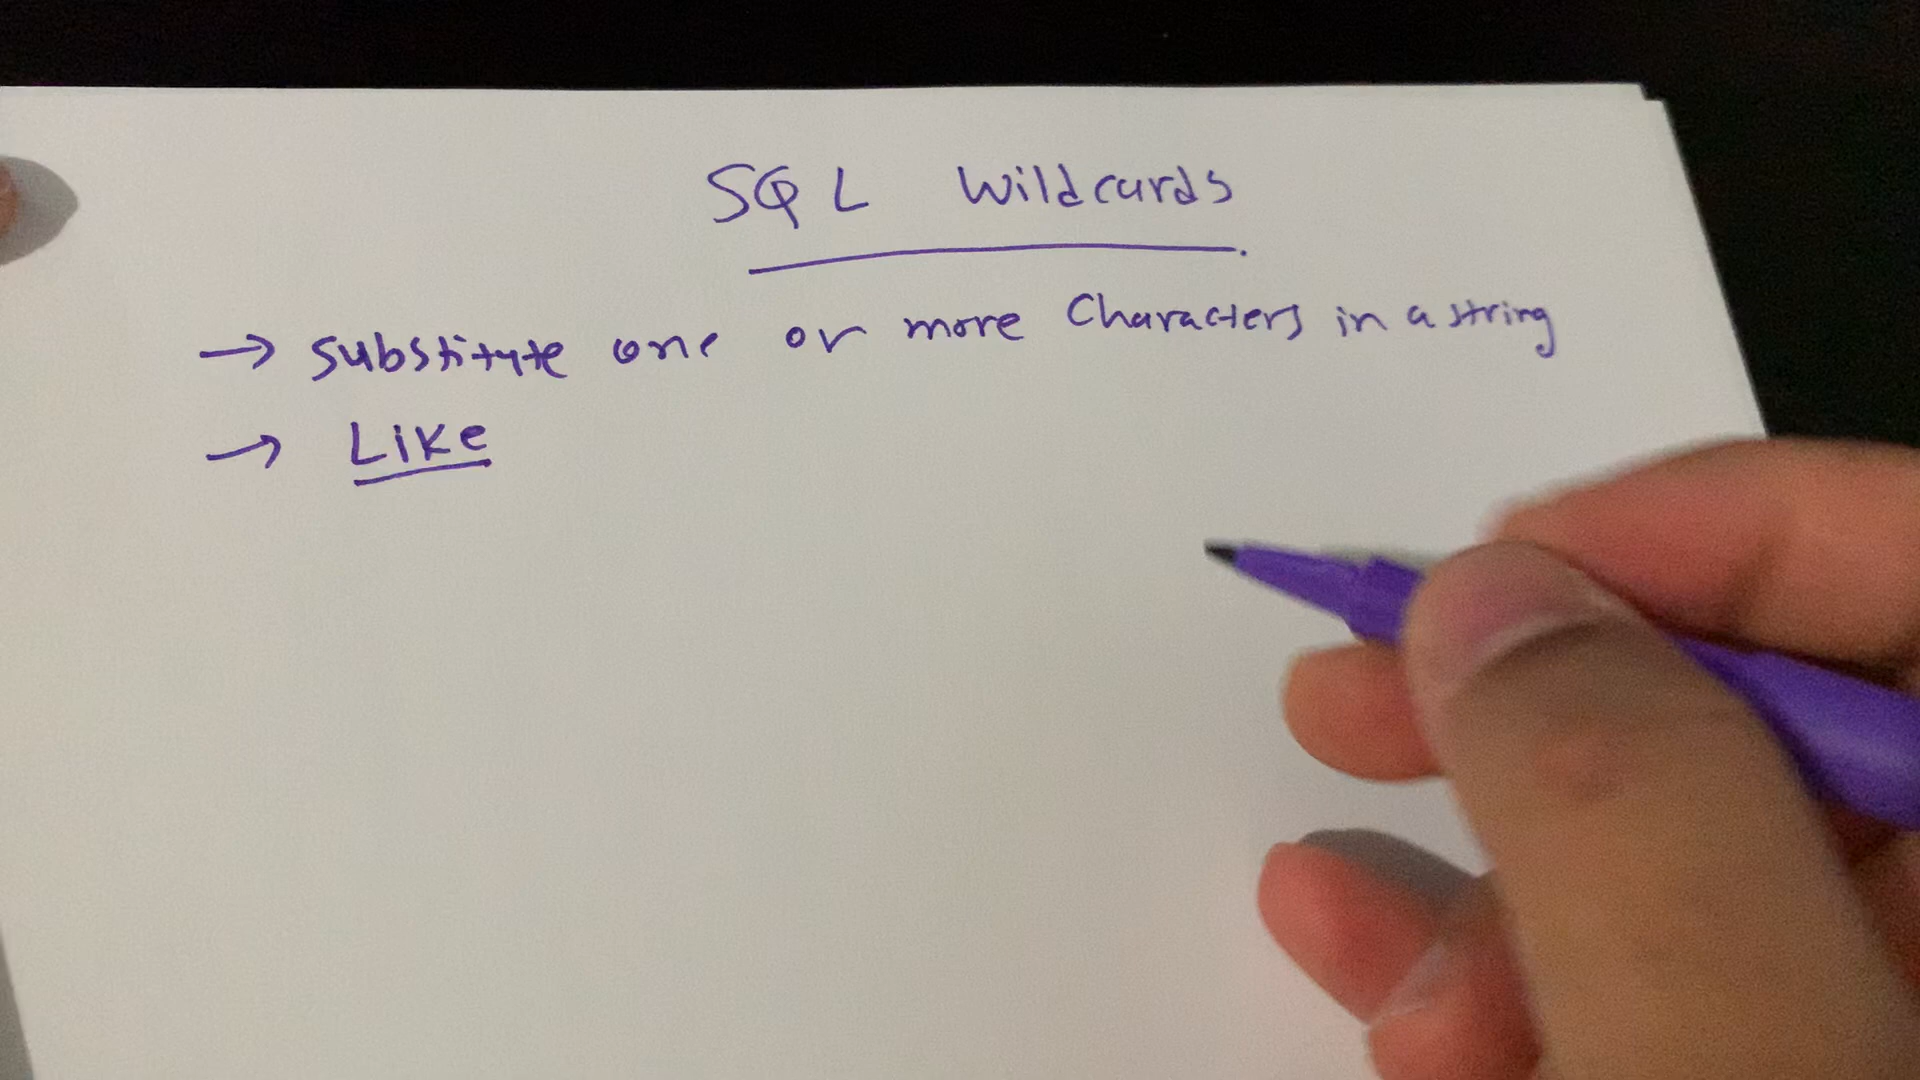 SQL Wildcards
→ Substitute one or more Characters in a string
→ Like